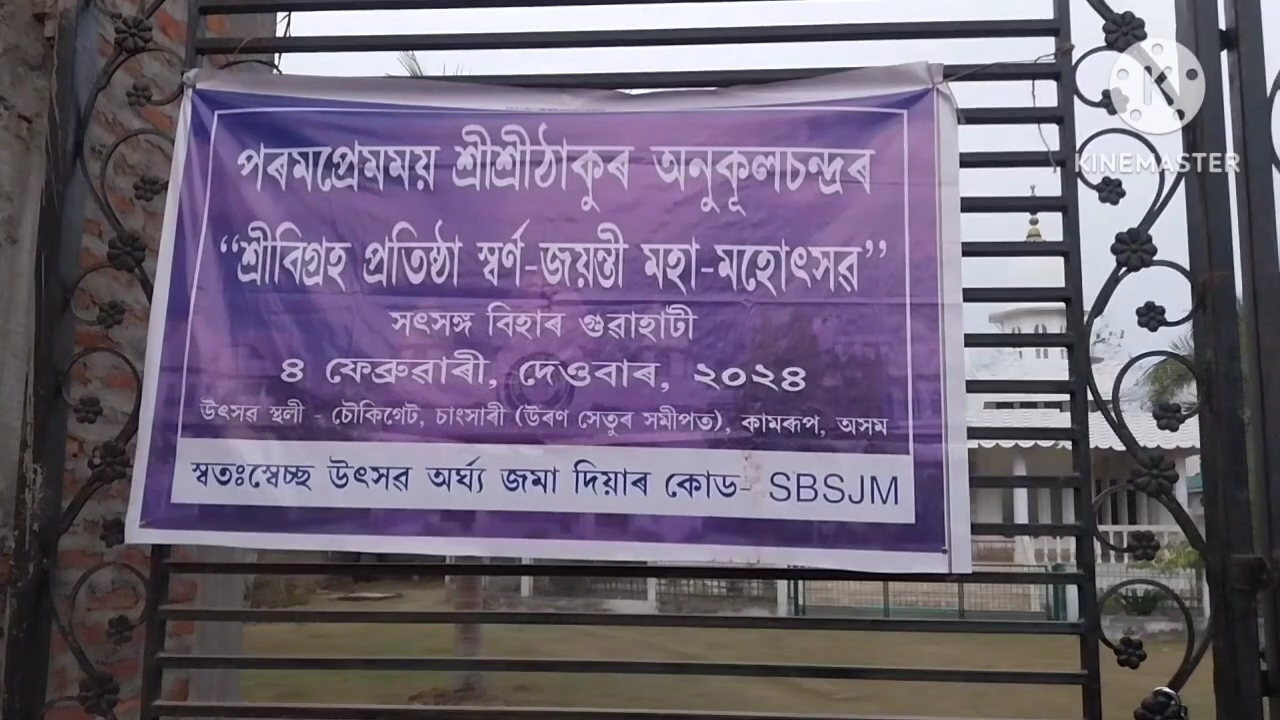 পৰমপ্ৰেমময় শ্ৰীশ্ৰীঠাকুৰ অনুকূলচন্দ্ৰৰ
“শ্ৰীবিগ্ৰহ প্ৰতিষ্ঠা স্বৰ্ণ-জয়ন্তী মহা-মহোৎসৱ”
সৎসঙ্গ বিহাৰ গুৱাহাটী
৪ ফেব্ৰুৱাৰী, দেওবাৰ, ২০২৪
উৎসৱ স্থলী - চৌকিগেট, চাংসাৰী (উৰণ সেতুৰ সমীপত), কামৰূপ, অসম
স্বতঃস্বেচ্ছ উৎসৱ অৰ্ঘ্য জমা দিয়াৰ কোড- SBSJM
K
KINEMASTER